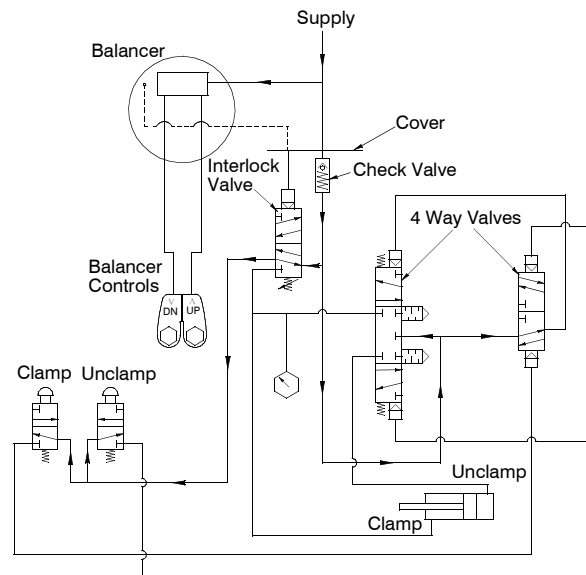 Supply
Balancer
Cover
Interlock
Valve
Check Valve
4 Way Valves
Balancer
Controls
V
DN
Λ
UP
Clamp
Unclamp
Unclamp
Clamp